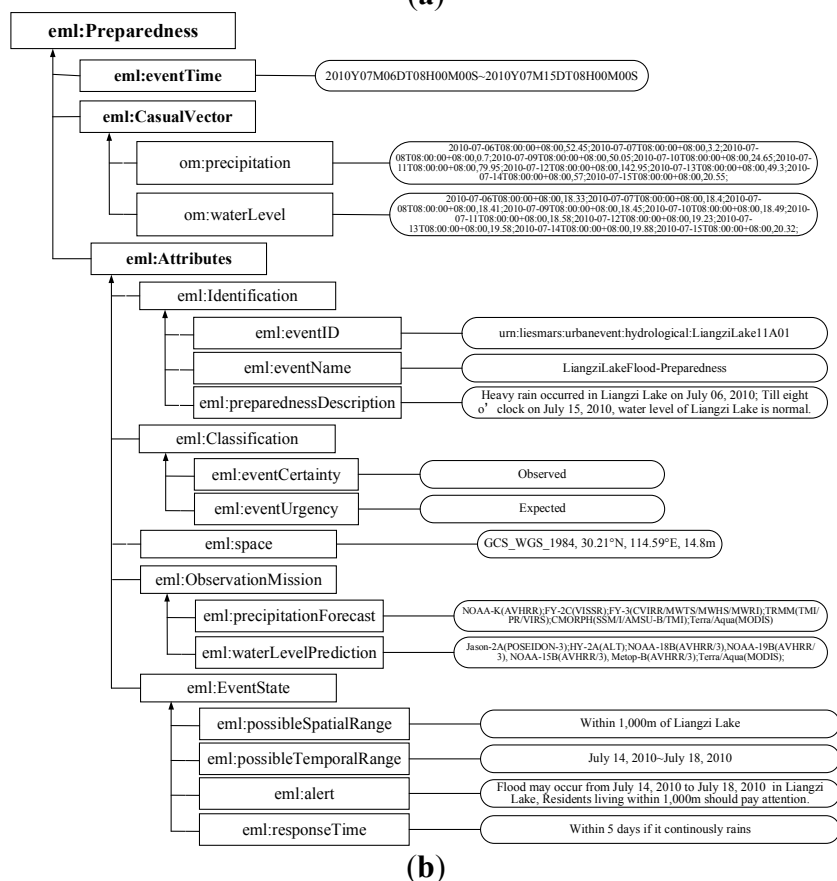 (a)
eml:Preparedness
eml:eventTime
2010Y07M06DT08H00M00S~2010Y07M15DT08H00M00S
eml:CasualVector
om:precipitation
2010-07-06T08:00:00+08:00,52.45;2010-07-07T08:00:00+08:00,3.2;2010-07-
08T08:00:00+08:00,0.7;2010-07-09T08:00:00+08:00,50.05;2010-07-10T08:00:00+08:00,24.65;2010-07-
11T08:00:00+08:00,79.95;2010-07-12T08:00:00+08:00,142.95;2010-07-13T08:00:00+08:00,49.3;2010-
07-14T08:00:00+08:00,57;2010-07-15T08:00:00+08:00,20.55;
om:waterLevel
2010-07-06T08:00:00+08:00,18.33;2010-07-07T08:00:00+08:00,18.4;2010-07-
08T08:00:00+08:00,18.41;2010-07-09T08:00:00+08:00,18.45;2010-07-10T08:00:00+08:00,18.49;2010-
07-11T08:00:00+08:00,18.58;2010-07-12T08:00:00+08:00,19.23;2010-07-
13T08:00:00+08:00,19.58;2010-07-14T08:00:00+08:00,19.88;2010-07-15T08:00:00+08:00,20.32;
eml:Attributes
eml:Identification
eml:eventID
urn:liesmars:urbanevent:hydrological:LiangziLake11A01
eml:eventName
LiangziLakeFlood-Preparedness
eml:preparednessDescription
Heavy rain occurred in Liangzi Lake on July 06, 2010; Till eight
o’ clock on July 15, 2010, water level of Liangzi Lake is normal.
eml:Classification
eml:eventCertainty
Observed
eml:eventUrgency
Expected
eml:space
GCS_WGS_1984, 30.21°N, 114.59°E, 14.8m
eml:ObservationMission
eml:precipitationForecast
NOAA-K(AVHRR);FY-2C(VISSR);FY-3(CVIRR/MWTS/MWHS/MWRI);TRMM(TMI/
PR/VIRS);CMORPH(SSM/I/AMSU-B/TMI);Terra/Aqua(MODIS)
eml:waterLevelPrediction
Jason-2A(POSEIDON-3);HY-2A(ALT);NOAA-18B(AVHRR/3),NOAA-19B(AVHRR/
3), NOAA-15B(AVHRR/3), Metop-B(AVHRR/3);Terra/Aqua(MODIS);
eml:EventState
eml:possibleSpatialRange
Within 1,000m of Liangzi Lake
eml:possibleTemporalRange
July 14, 2010~July 18, 2010
eml:alert
Flood may occur from July 14, 2010 to July 18, 2010 in Liangzi
Lake, Residents living within 1,000m should pay attention.
eml:responseTime
Within 5 days if it continously rains
(b)